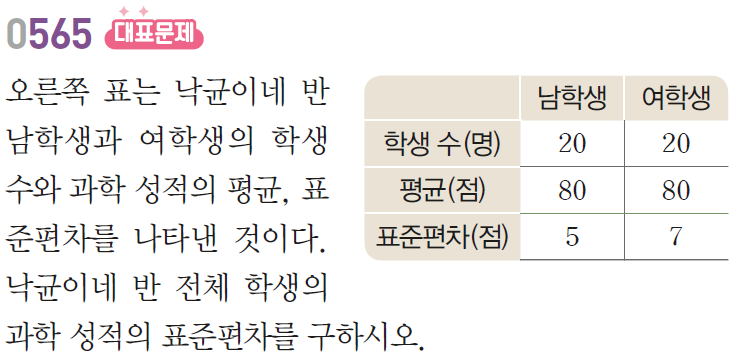 0565 대표문제
오른쪽 표는 낙균이네 반
남학생과 여학생의 학생
수와 과학 성적의 평균, 표
준편차를 나타낸 것이다.
낙균이네 반 전체 학생의
과학 성적의 표준편차를 구하시오.
남학생 여학생
학생 수(명) 20 20
평균(점) 80 80
표준편차(점) 5 7